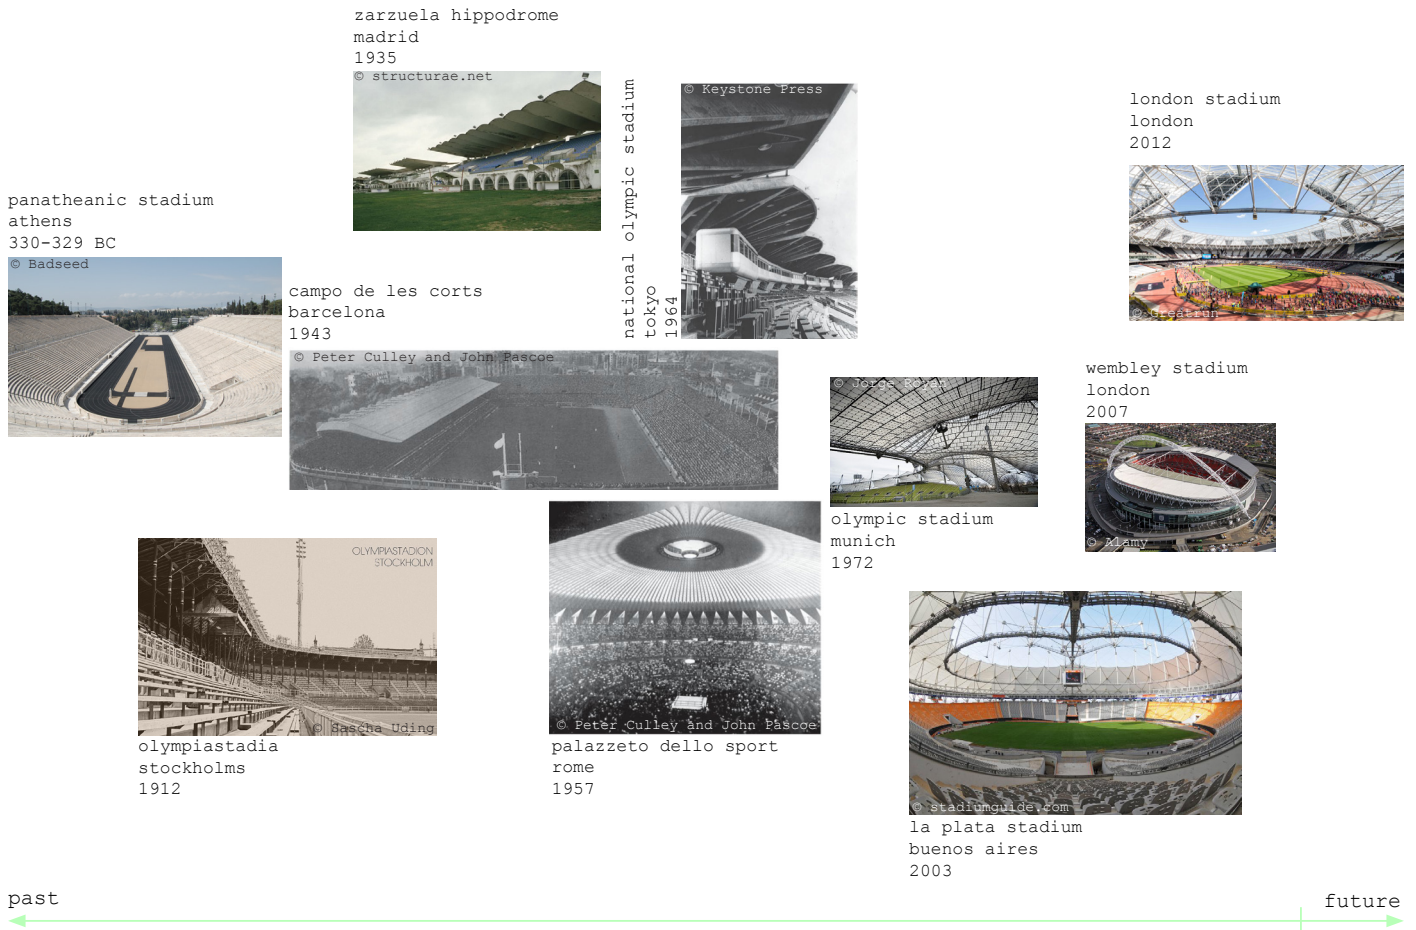 zarzuela hippodrome
madrid
1935
© structurae.net
national olympic stadium
tokyo
1964
© Keystone Press
london stadium
london
2012
© Greatrun
panatheanic stadium
athens
330-329 BC
© Badseed
campo de les corts
barcelona
1943
© Peter Culley and John Pascoe
© Jorge Royan
olympic stadium
munich
1972
wembley stadium
london
2007
© Alamy
OLYMPIASTADION
STOCKHOLM
© Sascha Uding
olympiastadia
stockholms
1912
© Peter Culley and John Pascoe
palazzeto dello sport
rome
1957
© stadiumguide.com
la plata stadium
buenos aires
2003
past
future